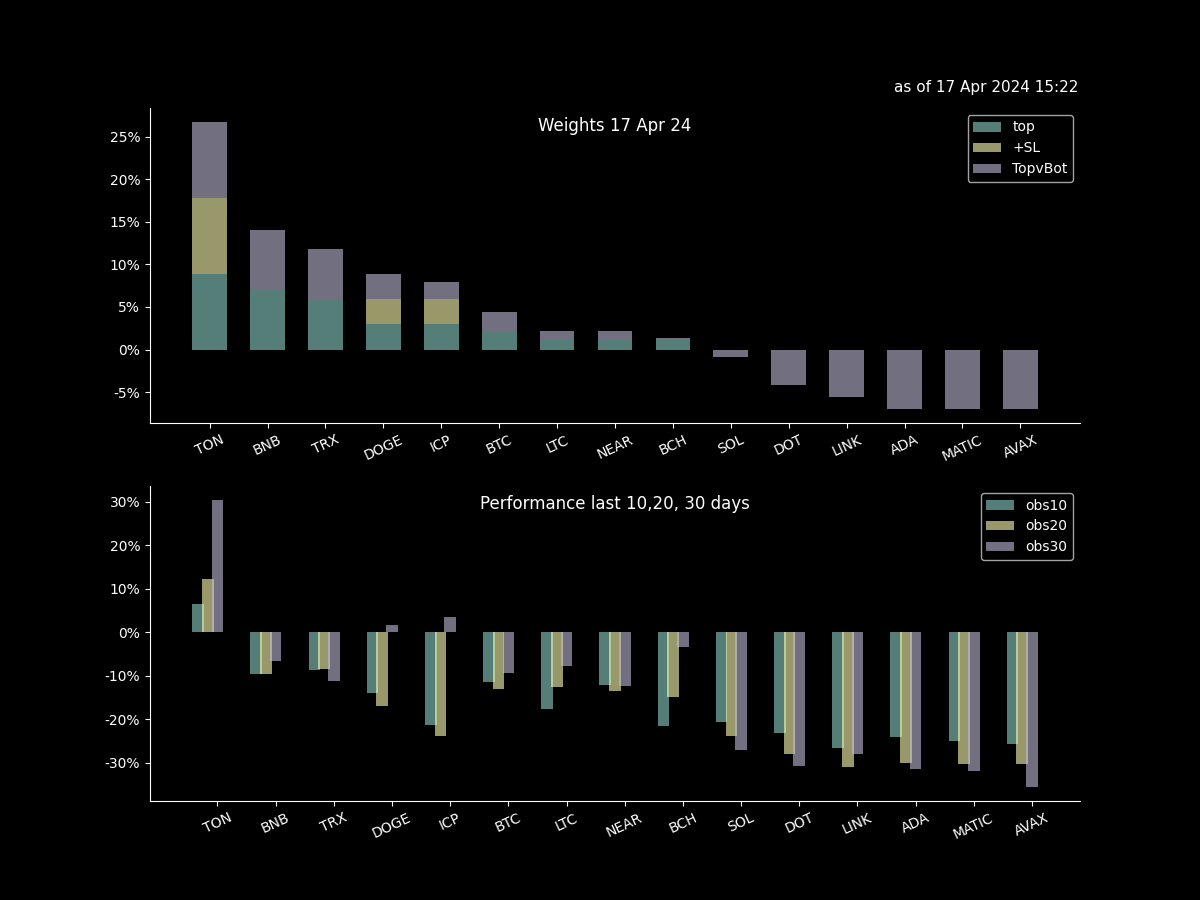 as of 17 Apr 2024 15:22
Weights 17 Apr 24
top
+SL
TopvBot
25%
20%
15%
10%
5%
0%
-5%
TON BNB TRX DOGE ICP BTC LTC NEAR BCH SOL DOT LINK ADA MATIC AVAX
Performance last 10,20, 30 days
obs10
obs20
obs30
30%
20%
10%
0%
-10%
-20%
-30%
TON BNB TRX DOGE ICP BTC LTC NEAR BCH SOL DOT LINK ADA MATIC AVAX